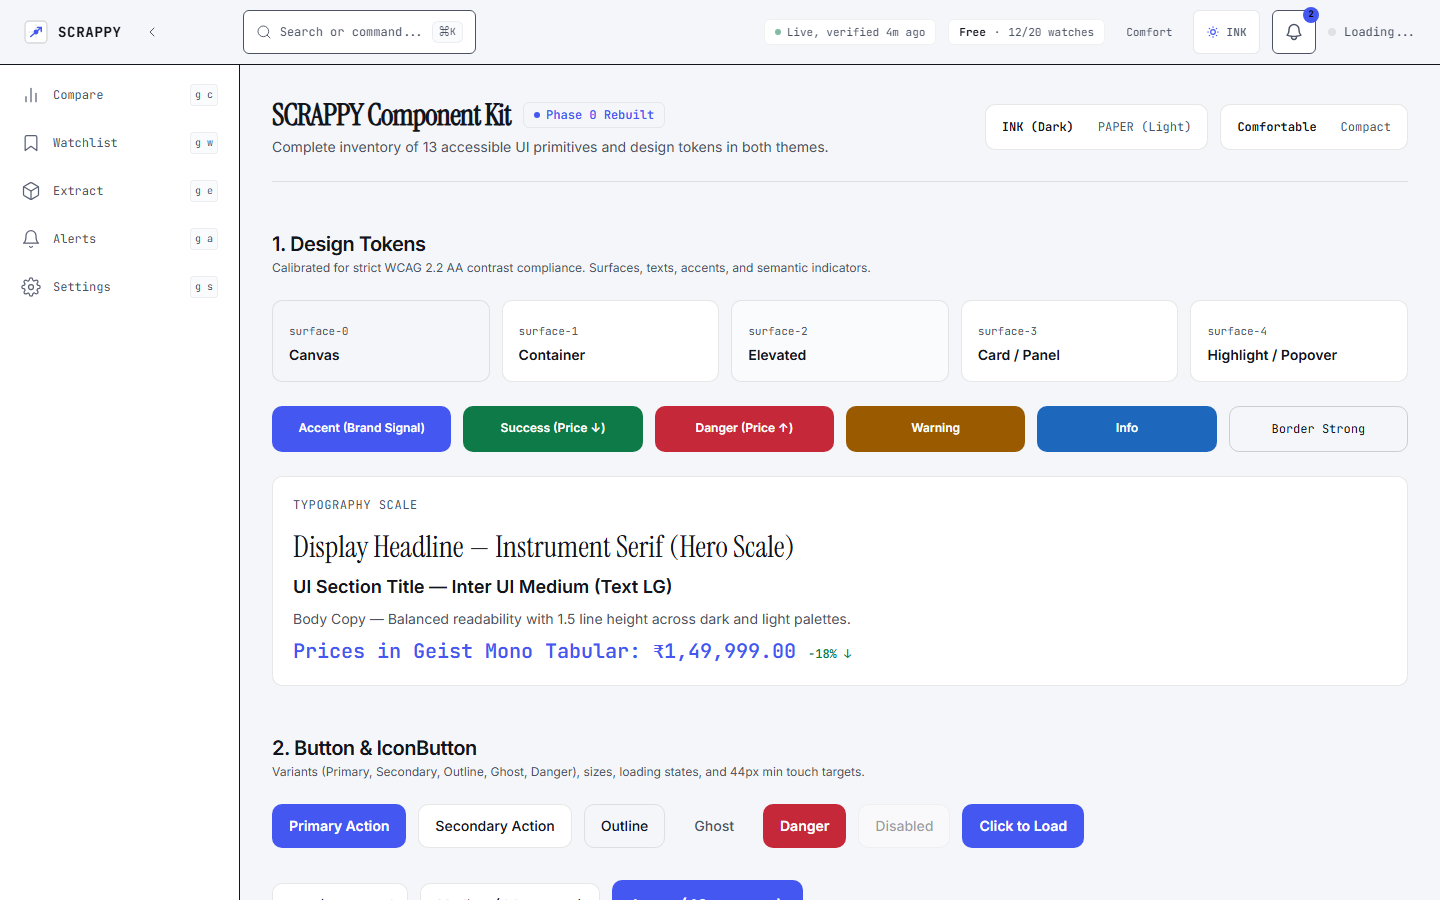 SCRAPPY
Search or command... ⌘K
Live, verified 4m ago
Free · 12/20 watches
Comfort
INK
2
Loading...
Compare g c
Watchlist g w
Extract g e
Alerts g a
Settings g s
SCRAPPY Component Kit
Phase 0 Rebuilt
Complete inventory of 13 accessible UI primitives and design tokens in both themes.
INK (Dark) PAPER (Light)
Comfortable Compact
1. Design Tokens
Calibrated for strict WCAG 2.2 AA contrast compliance. Surfaces, texts, accents, and semantic indicators.
surface-0
Canvas
surface-1
Container
surface-2
Elevated
surface-3
Card / Panel
surface-4
Highlight / Popover
Accent (Brand Signal)
Success (Price ↓)
Danger (Price ↑)
Warning
Info
Border Strong
TYPOGRAPHY SCALE
Display Headline — Instrument Serif (Hero Scale)
UI Section Title — Inter UI Medium (Text LG)
Body Copy — Balanced readability with 1.5 line height across dark and light palettes.
Prices in Geist Mono Tabular: ₹1,49,999.00 -18% ↓
2. Button & IconButton
Variants (Primary, Secondary, Outline, Ghost, Danger), sizes, loading states, and 44px min touch targets.
Primary Action
Secondary Action
Outline
Ghost
Danger
Disabled
Click to Load